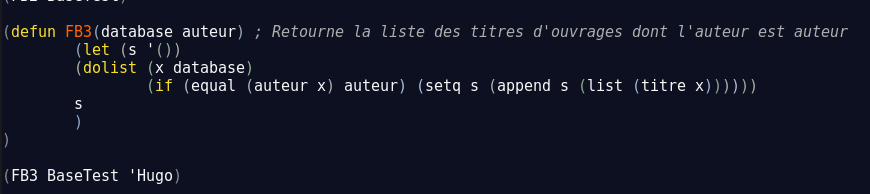 (defun FB3(database auteur) ; Retourne la liste des titres d'ouvrages dont l'auteur est auteur
(let (s '())
(dolist (x database)
(if (equal (auteur x) auteur) (setq s (append s (list (titre x))))))
s
)
)
(FB3 BaseTest 'Hugo)